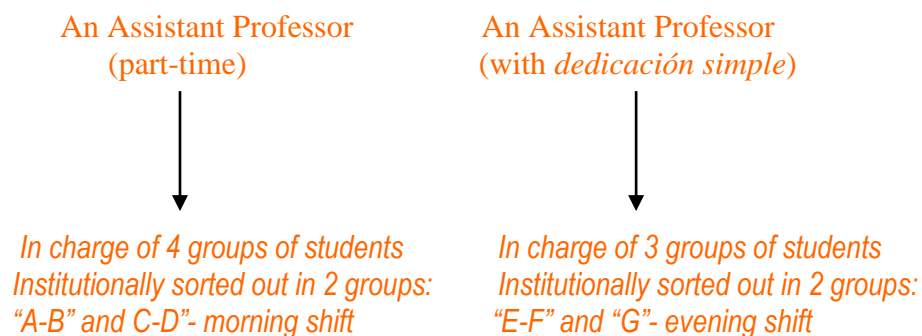 An Assistant Professor
(part-time)
In charge of 4 groups of students
Institutionally sorted out in 2 groups:
“A-B” and C-D”- morning shift
An Assistant Professor
(with dedicación simple)
In charge of 3 groups of students
Institutionally sorted out in 2 groups:
“E-F” and “G”- evening shift